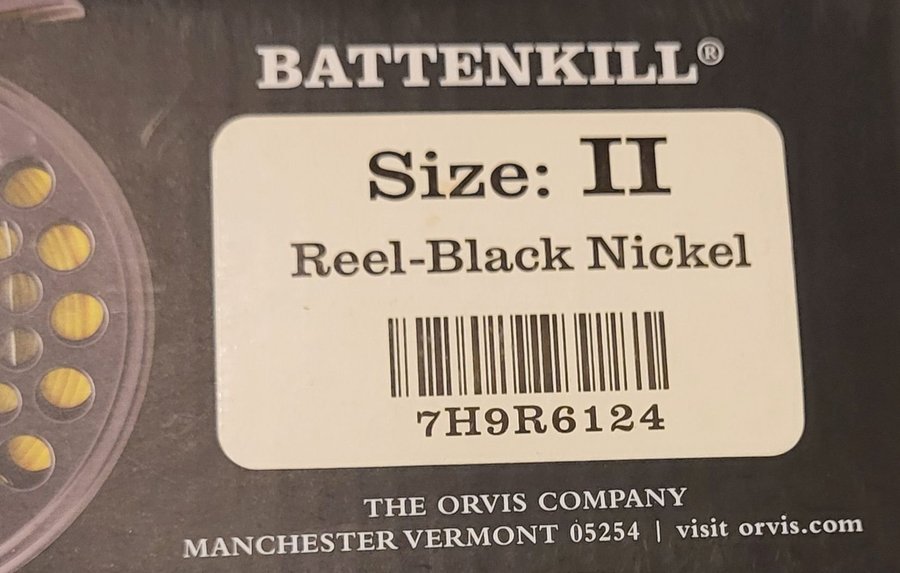 BATTENKILL®
Size: II
Reel-Black Nickel
7H9R6124
THE ORVIS COMPANY
MANCHESTER VERMONT 05254 | visit orvis.com